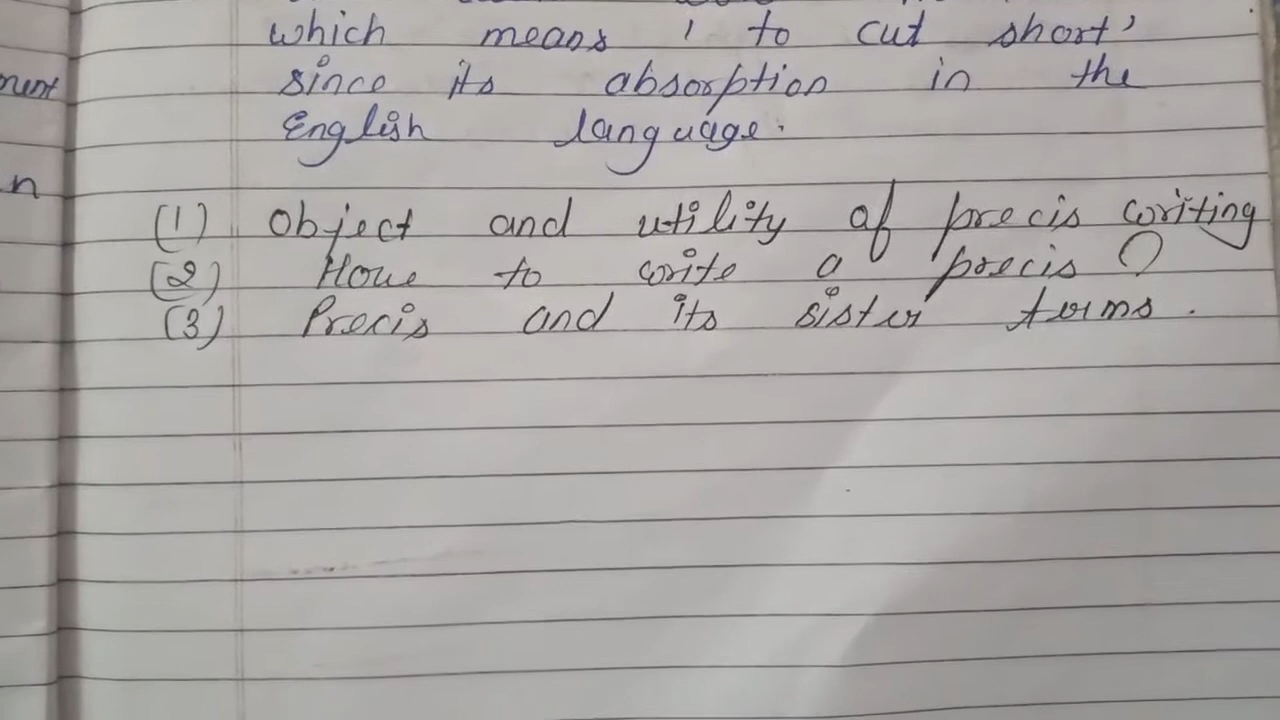 which means ' to cut short'
since its absorption in the
English language.
n
(1) Object and utility of precis writing
(2) How to write a precis ?
(3) Precis and its sister terms.